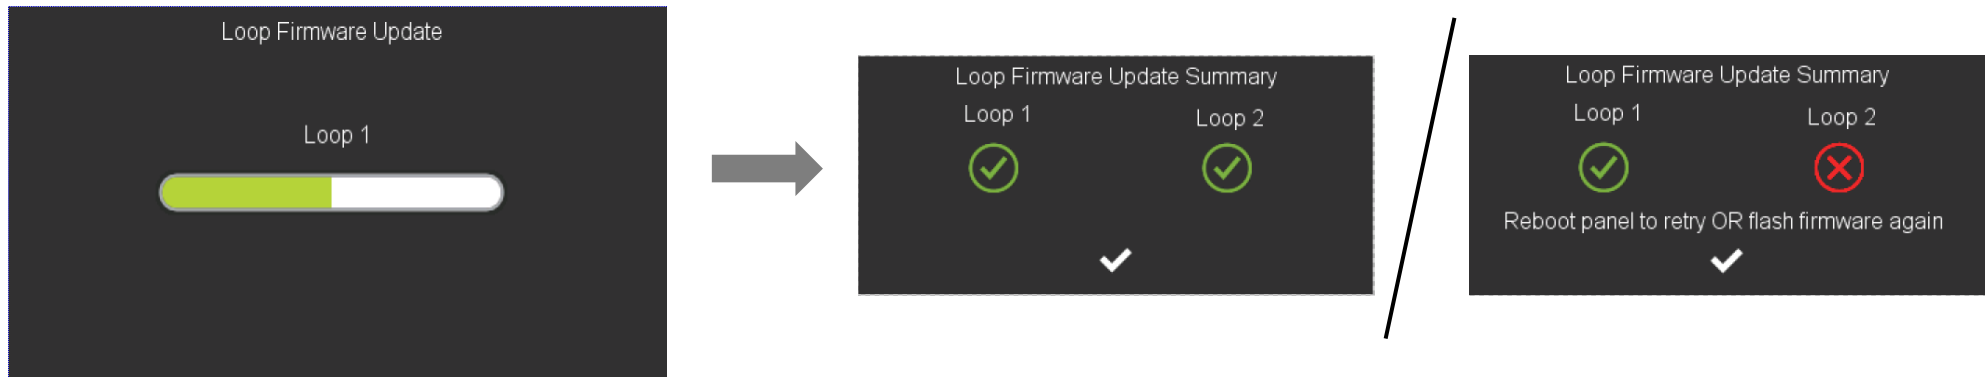 Loop Firmware Update
Loop 1
Loop Firmware Update Summary
Loop 1
Loop 2
Loop Firmware Update Summary
Loop 1
Loop 2
Reboot panel to retry OR flash firmware again